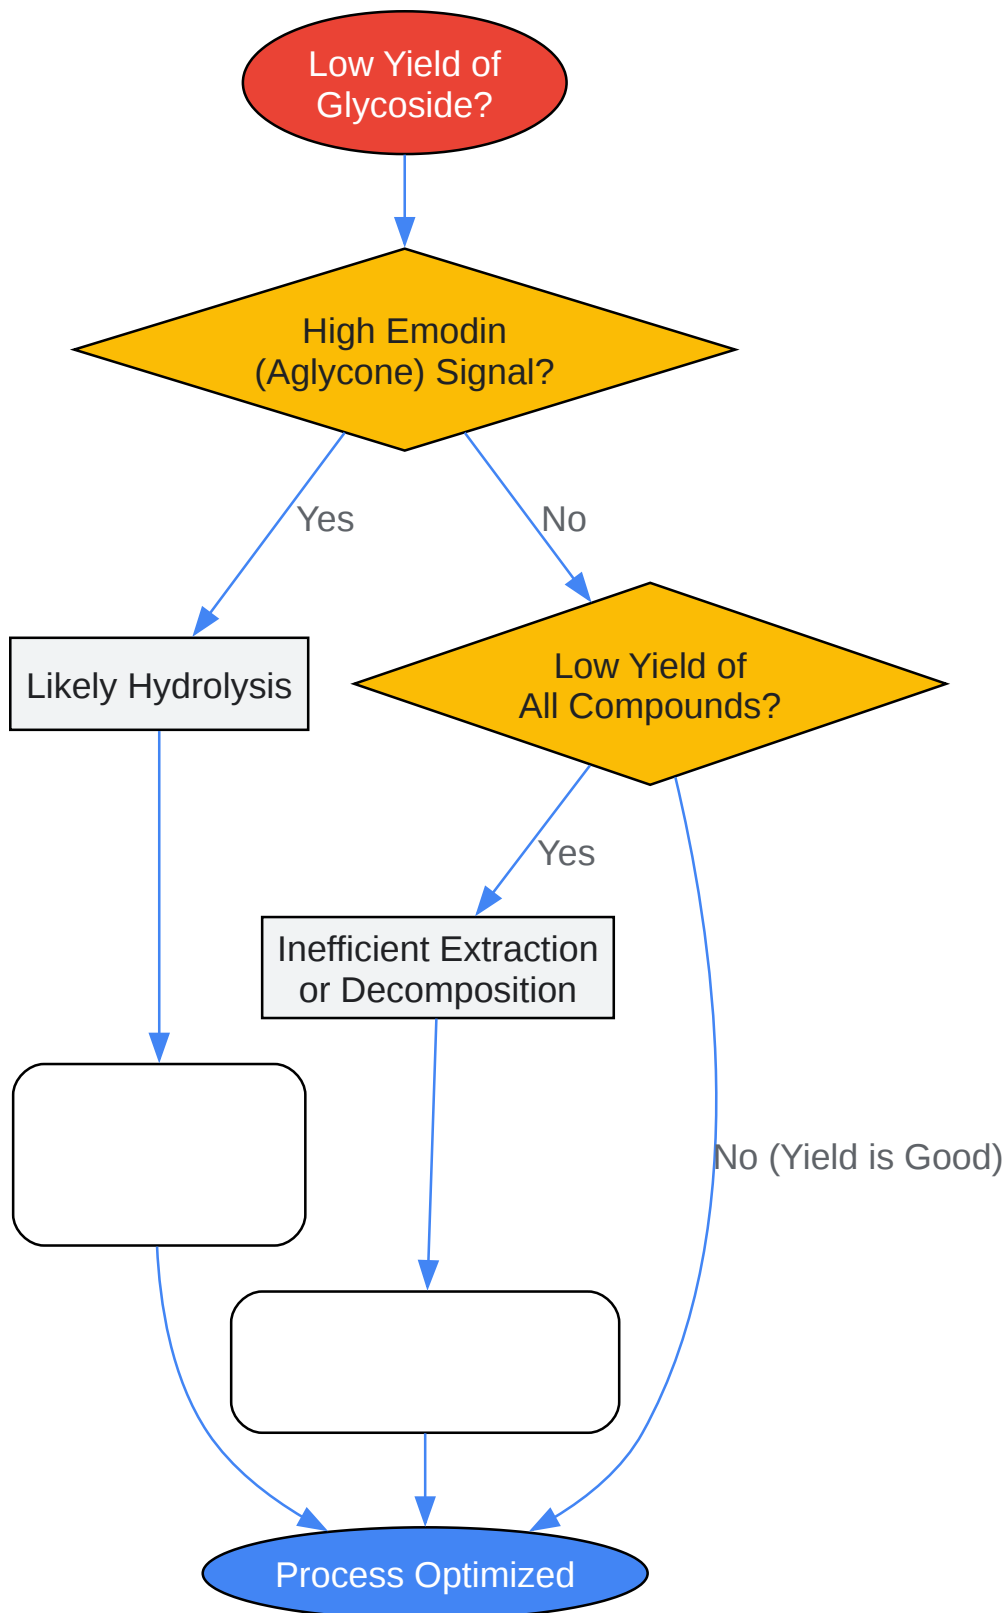 Low Yield of
Glycoside?
High Emodin
(Aglycone) Signal?
Yes
No
Likely Hydrolysis
Low Yield of
All Compounds?
Yes
Inefficient Extraction
or Decomposition
No (Yield is Good)
Process Optimized